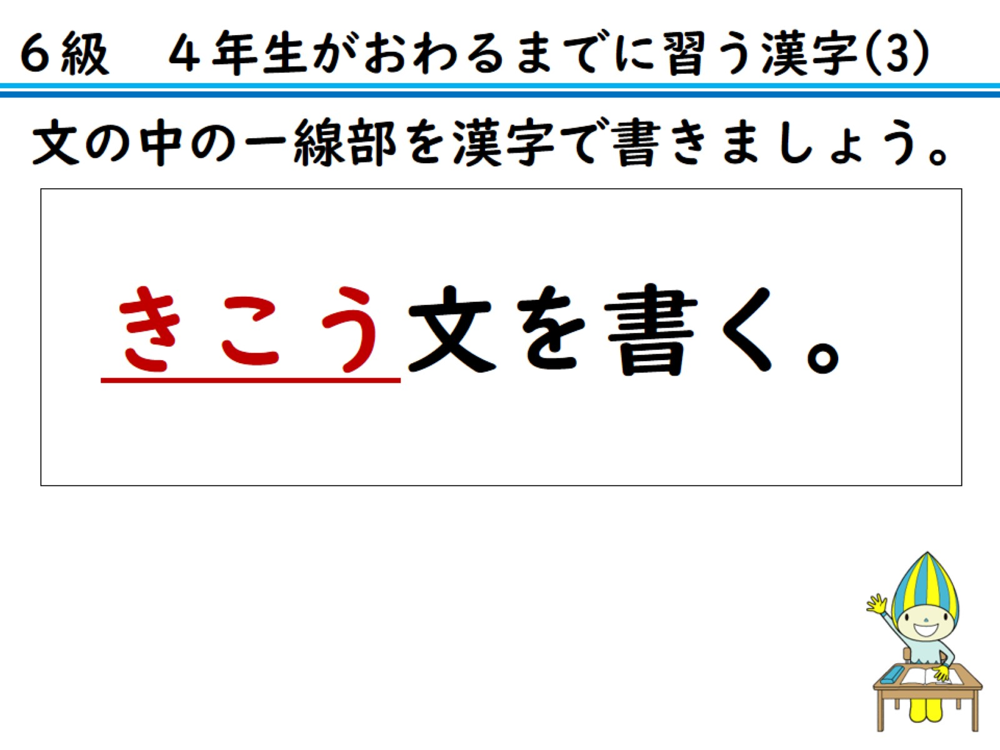 ６級　４年生がおわるまでに習う漢字(3)
文の中の－線部を漢字で書きましょう。
きこう文を書く。